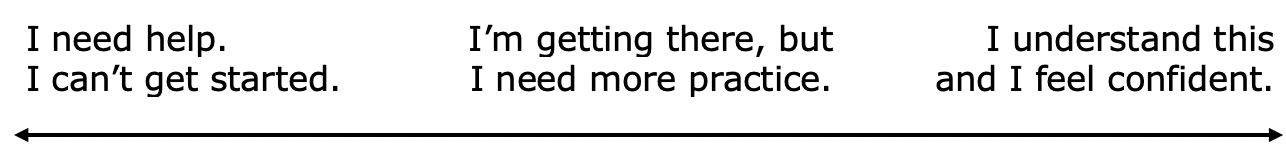 I need help.
I can’t get started.
I’m getting there, but
I need more practice.
I understand this
and I feel confident.